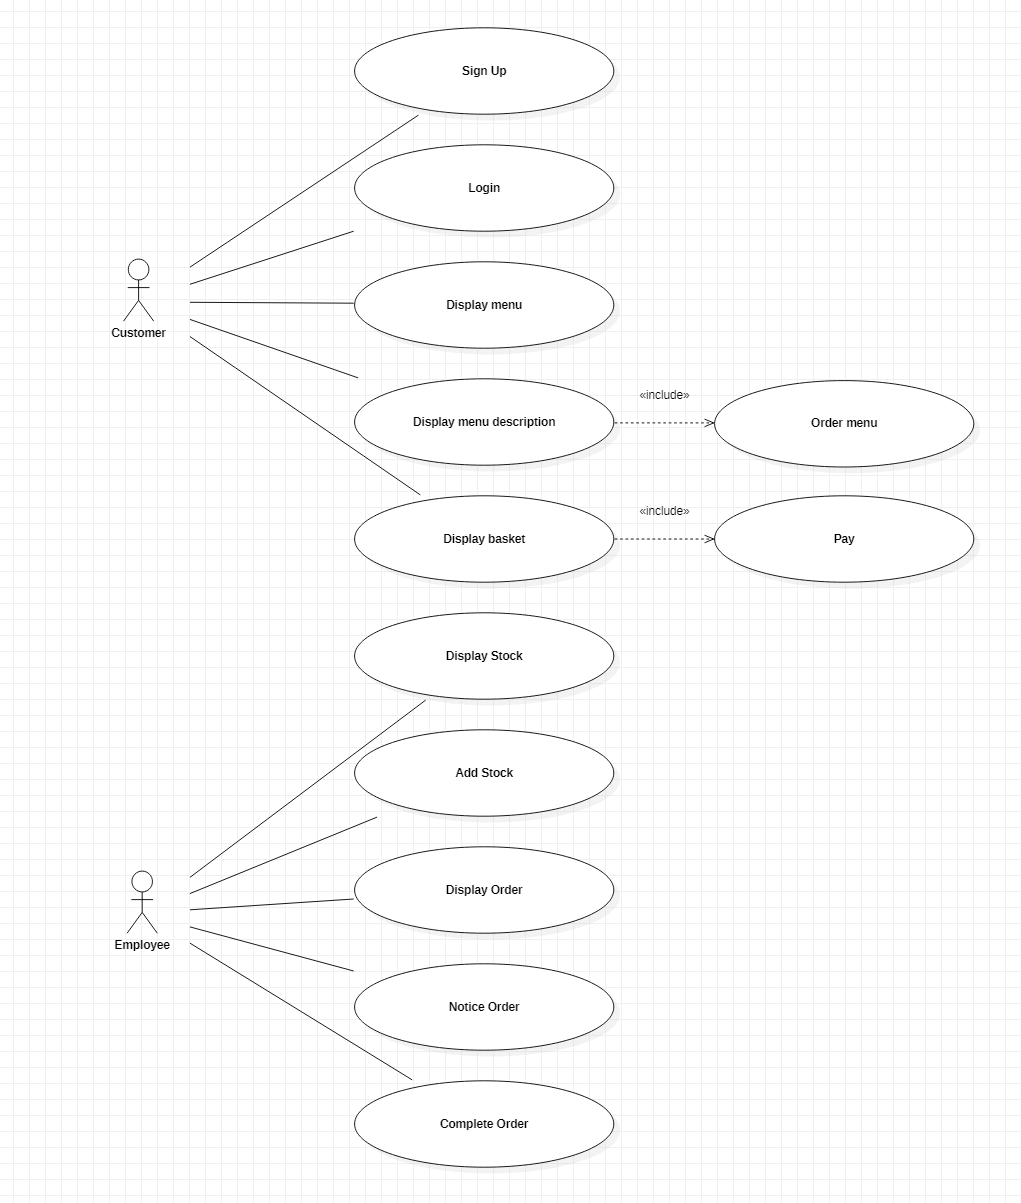 Sign Up
Login
Customer
Display menu
Display menu description
«include»
Order menu
Display basket
«include»
Pay
Display Stock
Add Stock
Employee
Display Order
Notice Order
Complete Order